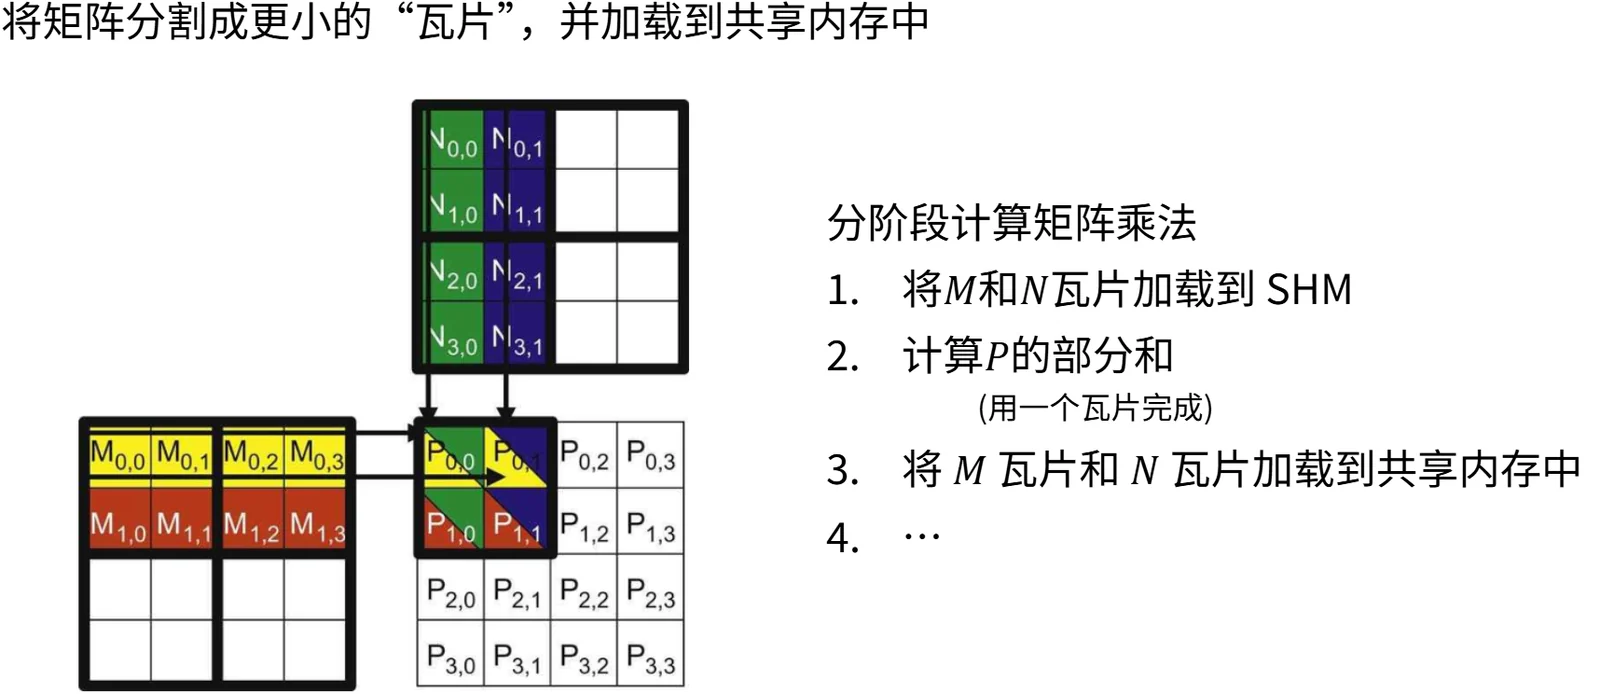 将矩阵分割成更小的“瓦片”，并加载到共享内存中
N0,0 N0,1
N1,0 N1,1
N2,0 N2,1
N3,0 N3,1
M0,0 M0,1 M0,2 M0,3
M1,0 M1,1 M1,2 M1,3
P0,0 P0,1 P0,2 P0,3
P1,0 P1,1 P1,2 P1,3
P2,0 P2,1 P2,2 P2,3
P3,0 P3,1 P3,2 P3,3
分阶段计算矩阵乘法
1. 将M和N瓦片加载到 SHM
2. 计算P的部分和
(用一个瓦片完成)
3. 将 M 瓦片和 N 瓦片加载到共享内存中
4. …